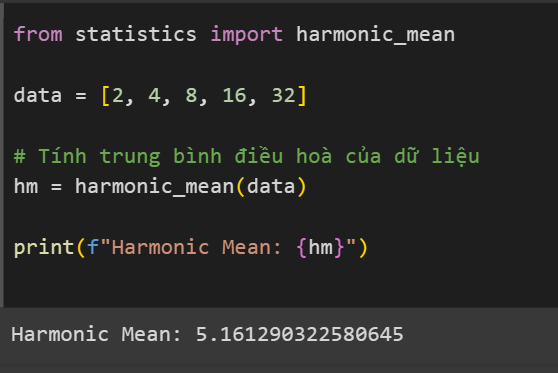 from statistics import harmonic_mean
data = [2, 4, 8, 16, 32]
# Tính trung bình điều hoà của dữ liệu
hm = harmonic_mean(data)
print(f"Harmonic Mean: {hm}")
Harmonic Mean: 5.161290322580645